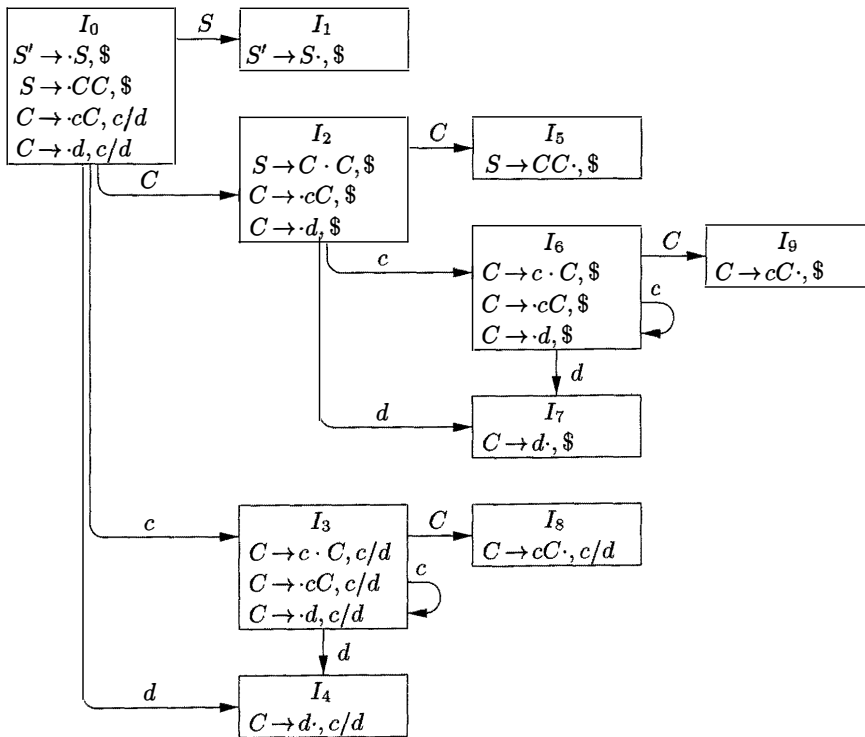 I₀
S′ → ·S, $
S → ·CC, $
C → ·cC, c/d
C → ·d, c/d
S
I₁
S′ → S·, $
C
I₂
S → C · C, $
C → ·cC, $
C → ·d, $
C
I₅
S → CC·, $
c
I₆
C → c · C, $
C → ·cC, $
C → ·d, $
C
I₉
C → cC·, $
c
d
d
I₇
C → d·, $
c
I₃
C → c · C, c/d
C → ·cC, c/d
C → ·d, c/d
C
I₈
C → cC·, c/d
c
d
d
I₄
C → d·, c/d